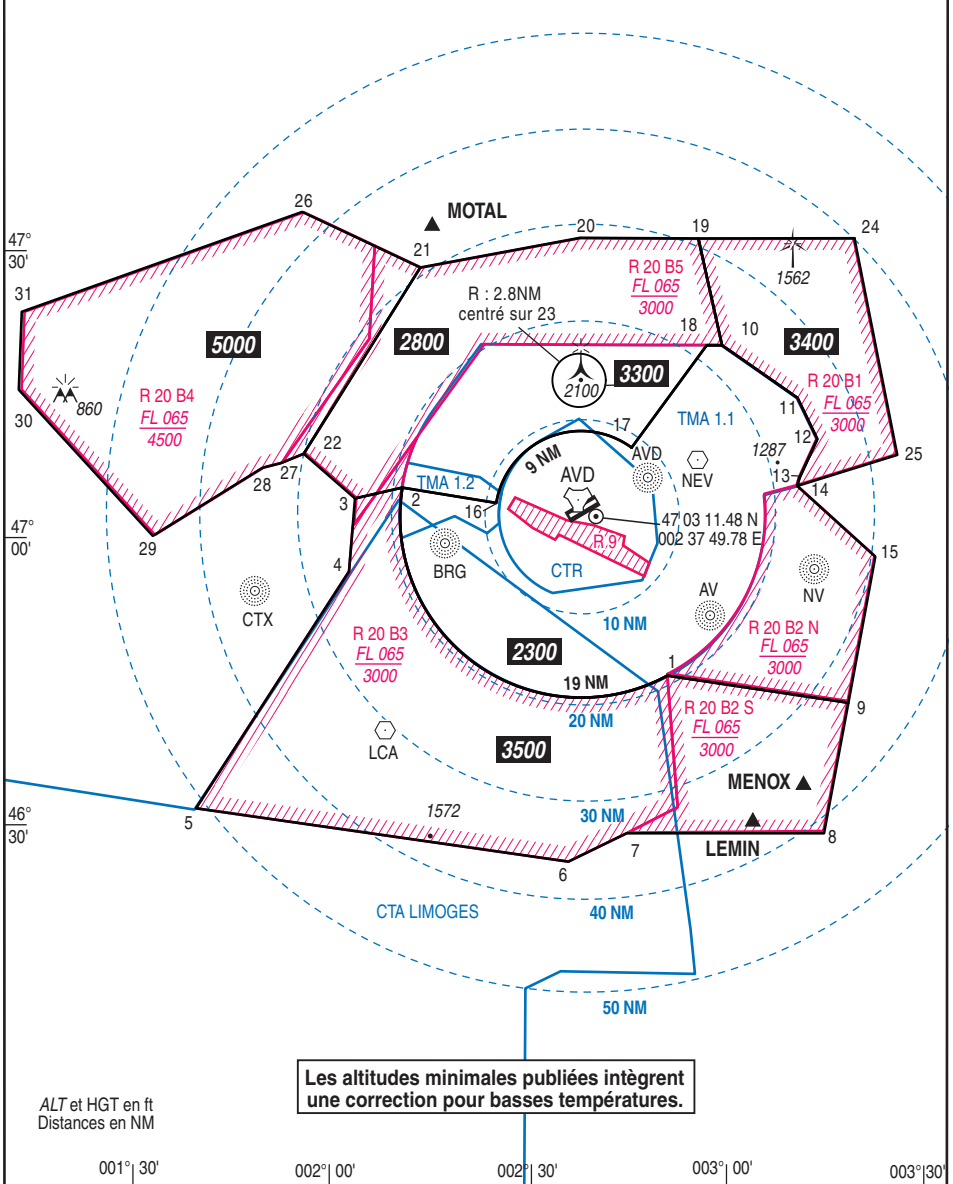 26
MOTAL
47°
30'
21
20
19
24
R 20 B5
FL 065
3000
1562
R : 2.8NM
centré sur 23
31
5000
2800
18
10
3400
3300
2100
860
30
R 20 B4
FL 065
4500
R 20 B1
FL 065
3000
TMA 1.1
11
17
12
22
9 NM
AVD
AVD
1287
NEV
25
28
27
TMA 1.2
13
14
3
2
16
47°
00'
29
47 03 11.48 N
002 37 49.78 E
R 9
15
4
BRG
CTR
CTX
AV
NV
10 NM
R 20 B3
FL 065
3000
R 20 B2 N
FL 065
3000
2300
1
19 NM
9
20 NM
R 20 B2 S
FL 065
3000
LCA
3500
MENOX
46°
30'
5
1572
30 NM
LEMIN
7
8
6
CTA LIMOGES
40 NM
50 NM
Les altitudes minimales publiées intègrent
une correction pour basses températures.
ALT et HGT en ft
Distances en NM
001° 30'
002° 00'
002° 30'
003° 00'
003° 30'